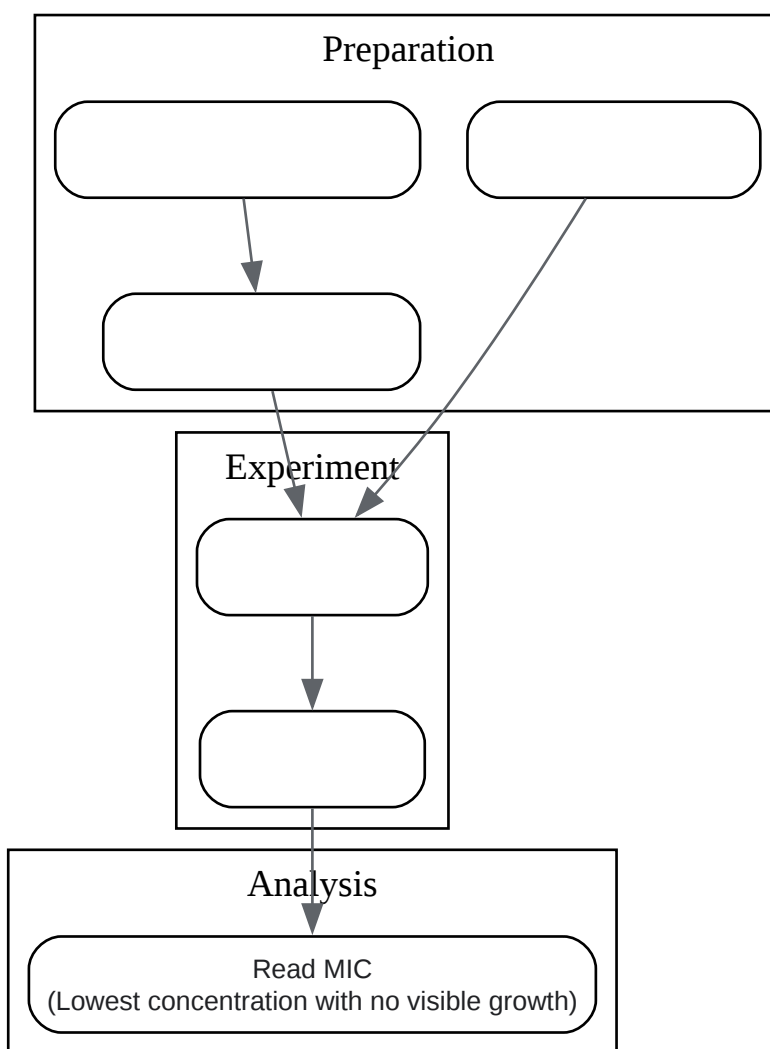 Preparation
Experiment
Analysis
Read MIC
(Lowest concentration with no visible growth)